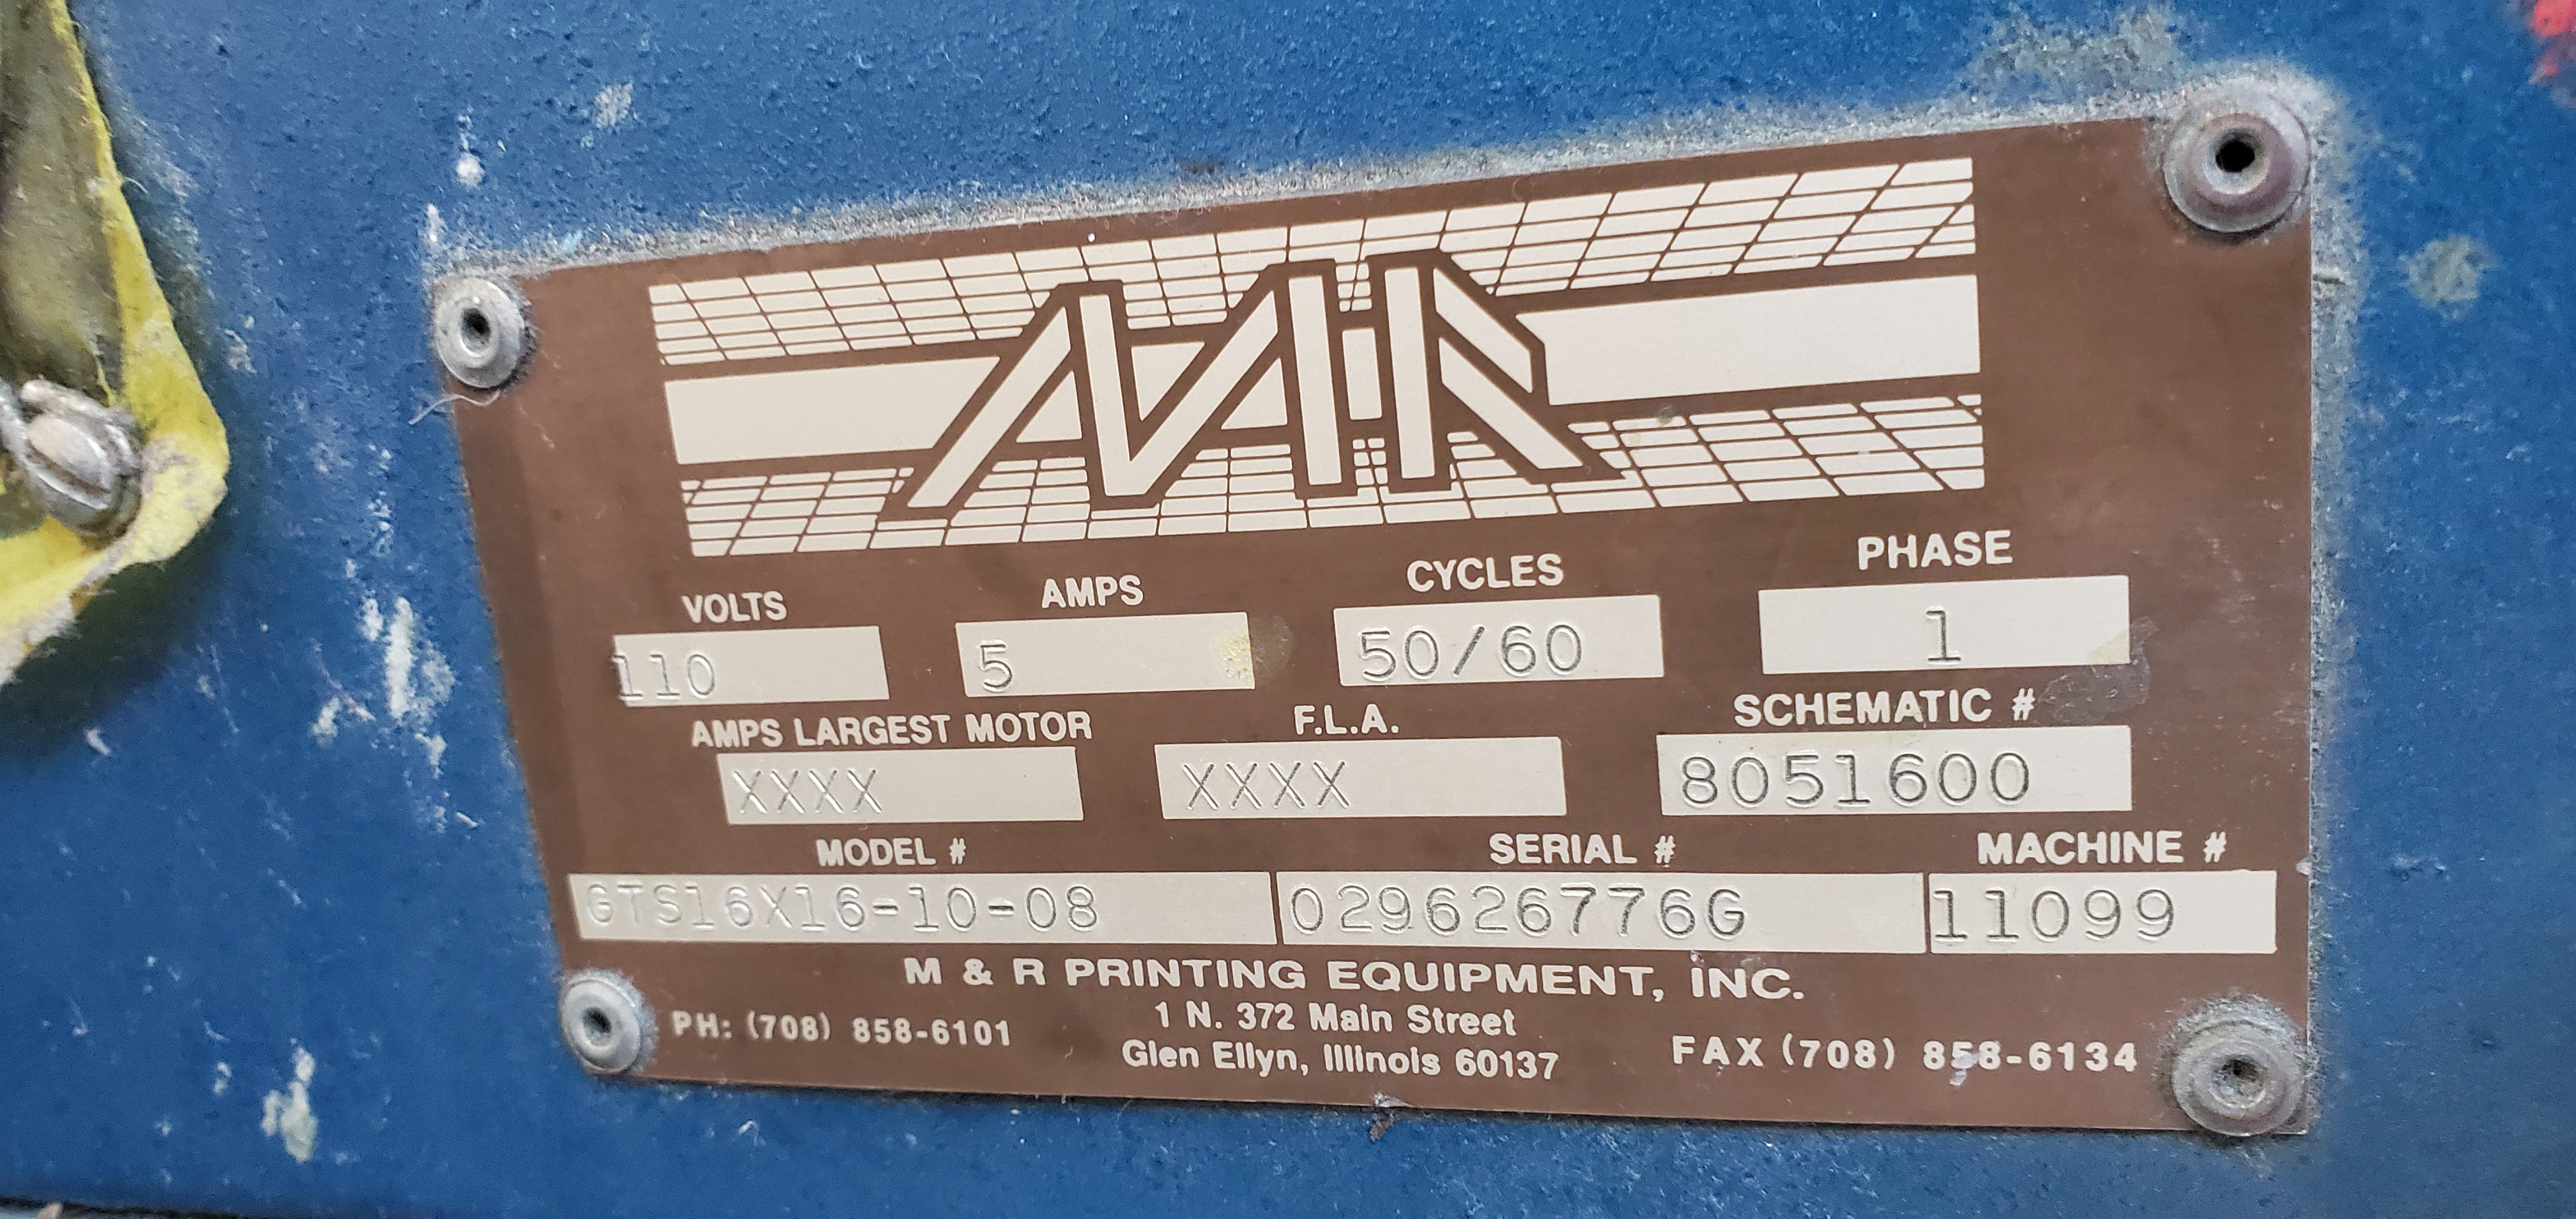 M&R
VOLTS AMPS CYCLES PHASE
110 5 50/60 1
AMPS LARGEST MOTOR F.L.A. SCHEMATIC #
XXXX XXXX 8051600
MODEL # SERIAL # MACHINE #
GTS16X16-10-08 029626776G 11099
M & R PRINTING EQUIPMENT, INC.
1 N. 372 Main Street
PH: (708) 858-6101 Glen Ellyn, Illinois 60137 FAX (708) 858-6134